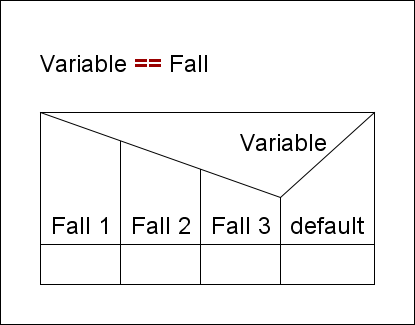 Variable == Fall
Variable
Fall 1 Fall 2 Fall 3 default